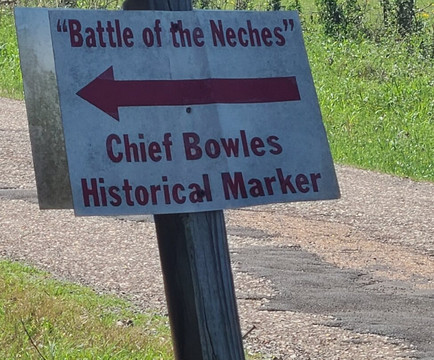 "Battle of the Neches"
Chief Bowles
Historical Marker